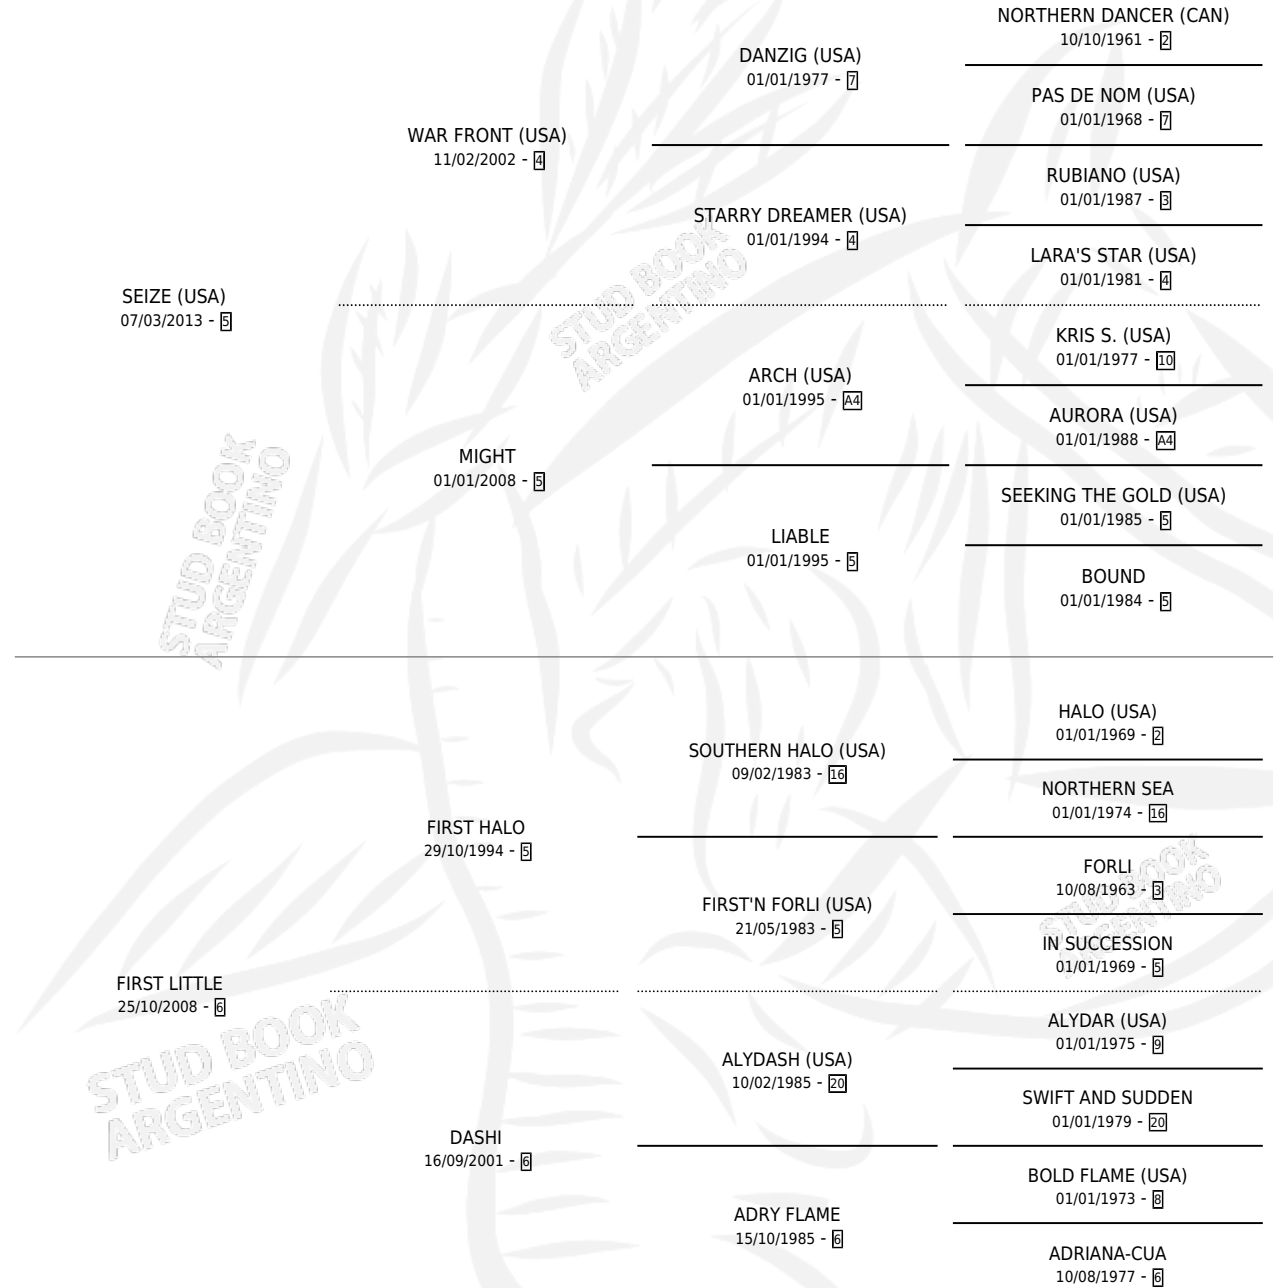 NORTHERN DANCER (CAN)
10/10/1961 - 2
DANZIG (USA)
01/01/1977 - 7
PAS DE NOM (USA)
01/01/1968 - 7
WAR FRONT (USA)
11/02/2002 - 4
RUBIANO (USA)
01/01/1987 - 3
STARRY DREAMER (USA)
01/01/1994 - 4
LARA'S STAR (USA)
01/01/1981 - 4
SEIZE (USA)
07/03/2013 - 5
KRIS S. (USA)
01/01/1977 - 10
ARCH (USA)
01/01/1995 - A4
AURORA (USA)
01/01/1988 - A4
MIGHT
01/01/2008 - 5
SEEKING THE GOLD (USA)
01/01/1985 - 5
LIABLE
01/01/1995 - 5
BOUND
01/01/1984 - 5
STUD BOOK
ARGENTINO
STUD BOOK
ARGENTINO
HALO (USA)
01/01/1969 - 2
SOUTHERN HALO (USA)
09/02/1983 - 16
NORTHERN SEA
01/01/1974 - 16
FIRST HALO
29/10/1994 - 5
FORLI
10/08/1963 - 3
FIRST'N FORLI (USA)
21/05/1983 - 5
IN SUCCESSION
01/01/1969 - 5
FIRST LITTLE
25/10/2008 - 6
ALYDAR (USA)
01/01/1975 - 9
ALYDASH (USA)
10/02/1985 - 20
SWIFT AND SUDDEN
01/01/1979 - 20
DASHI
16/09/2001 - 6
BOLD FLAME (USA)
01/01/1973 - 8
ADRY FLAME
15/10/1985 - 6
ADRIANA-CUA
10/08/1977 - 6
STUD BOOK
ARGENTINO
STUD BOOK
ARGENTINO